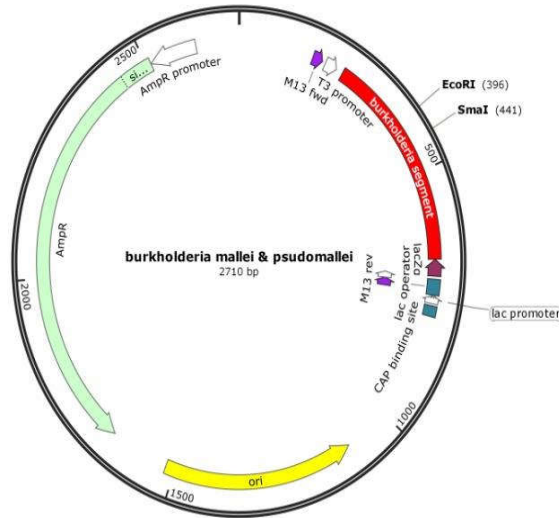 2500
si...
AmpR promoter
M13 fwd
T3 promoter
burkholderia segment
EcoRI (396)
SmaI (441)
500
AmpR
burkholderia mallei & psudomallei
2710 bp
lacZα
lac operator
M13 rev
CAP binding site
lac promoter
2000
1000
ori
1500